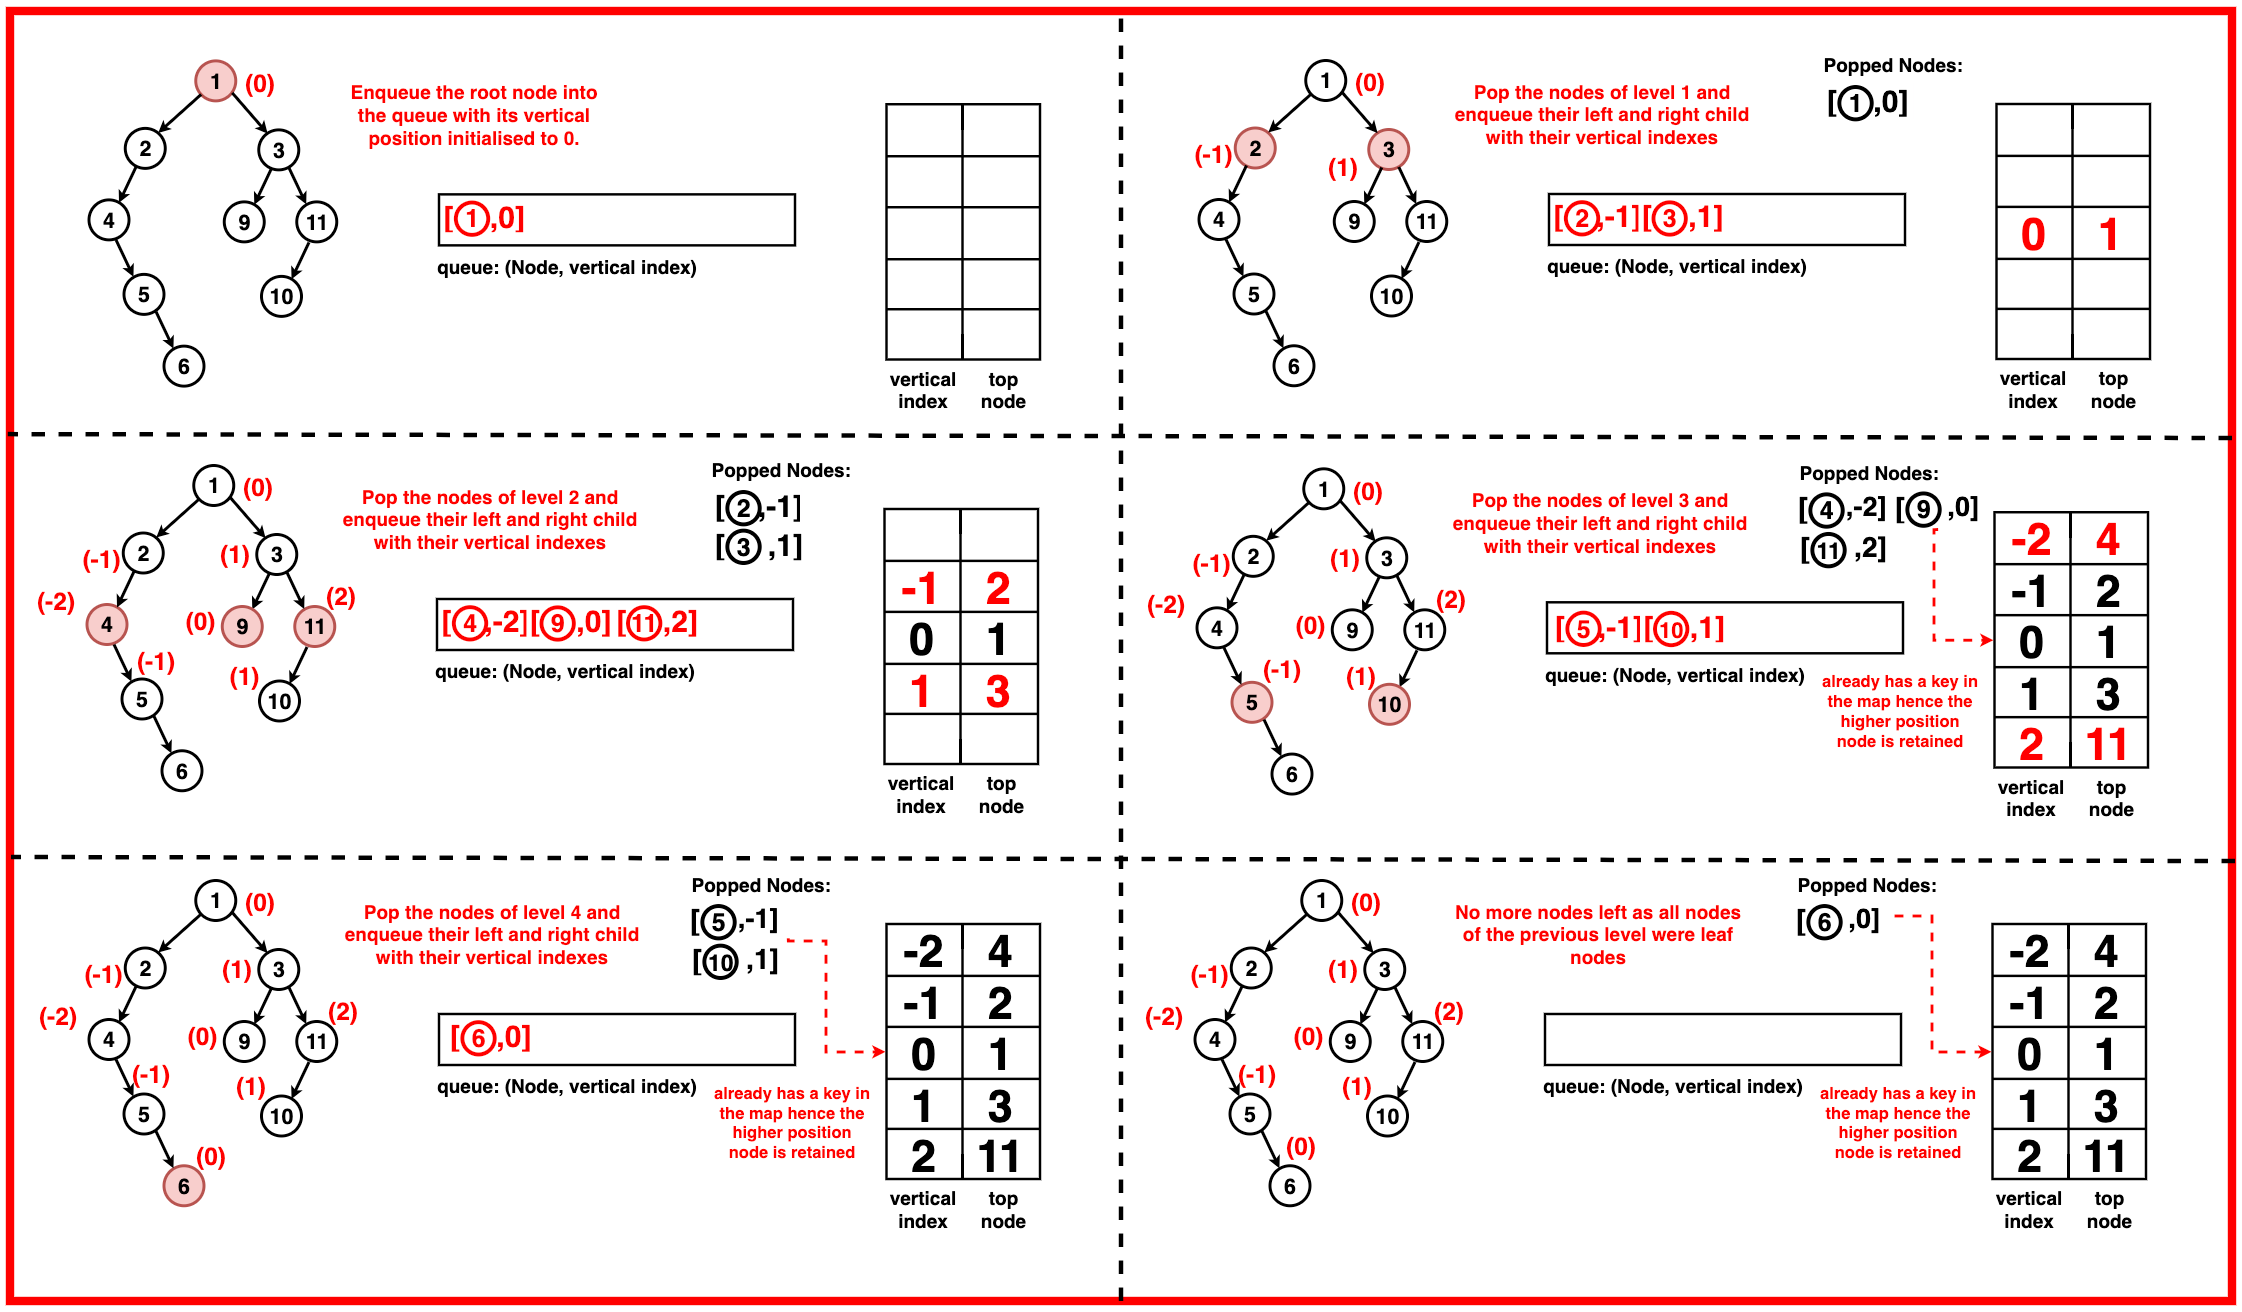 1 (0)
2 3
4 9 11
5 10
6
Enqueue the root node into
the queue with its vertical
position initialised to 0.
[1,0]
queue: (Node, vertical index)
vertical index
top node
1 (0)
(-1) 2 (1) 3
4 9 11
5 10
6
Pop the nodes of level 1 and
enqueue their left and right child
with their vertical indexes
Popped Nodes:
[1,0]
[2,-1][3,1]
queue: (Node, vertical index)
0 1
vertical index
top node
1 (0)
(-1) 2 (1) 3
(-2) 4 (0) 9 11 (2)
5 (-1) (1) 10
6
Pop the nodes of level 2 and
enqueue their left and right child
with their vertical indexes
Popped Nodes:
[2,-1]
[3 ,1]
[4,-2][9,0] [11,2]
queue: (Node, vertical index)
-1 2
0 1
1 3
vertical index
top node
1 (0)
(-1) 2 (1) 3
(-2) 4 (0) 9 11 (2)
5 (-1) (1) 10
6
Pop the nodes of level 3 and
enqueue their left and right child
with their vertical indexes
Popped Nodes:
[4,-2] [9 ,0]
[11 ,2]
[5,-1][10,1]
queue: (Node, vertical index)
already has a key in
the map hence the
higher position
node is retained
-2 4
-1 2
0 1
1 3
2 11
vertical index
top node
1 (0)
(-1) 2 (1) 3
(-2) 4 (0) 9 11 (2)
(-1) 5 (1) 10
6 (0)
Pop the nodes of level 4 and
enqueue their left and right child
with their vertical indexes
Popped Nodes:
[5,-1]
[10 ,1]
[6,0]
queue: (Node, vertical index)
already has a key in
the map hence the
higher position
node is retained
-2 4
-1 2
0 1
1 3
2 11
vertical index
top node
1 (0)
(-1) 2 (1) 3
(-2) 4 (0) 9 11 (2)
(-1) 5 (1) 10
6 (0)
No more nodes left as all nodes
of the previous level were leaf
nodes
Popped Nodes:
[6 ,0]
queue: (Node, vertical index)
already has a key in
the map hence the
higher position
node is retained
-2 4
-1 2
0 1
1 3
2 11
vertical index
top node